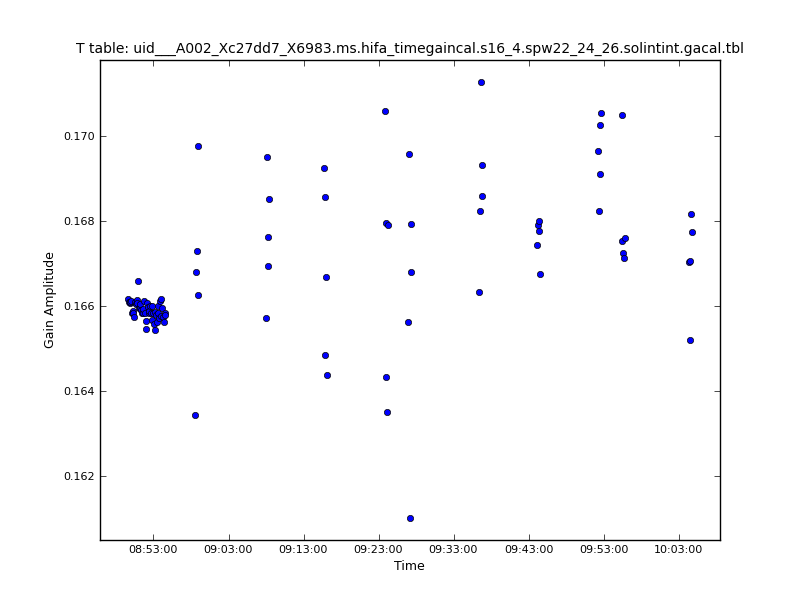 T table: uid___A002_Xc27dd7_X6983.ms.hifa_timegaincal.s16_4.spw22_24_26.solintint.gacal.tbl
0.170
0.168
0.166
0.164
0.162
Gain Amplitude
08:53:00 09:03:00 09:13:00 09:23:00 09:33:00 09:43:00 09:53:00 10:03:00
Time